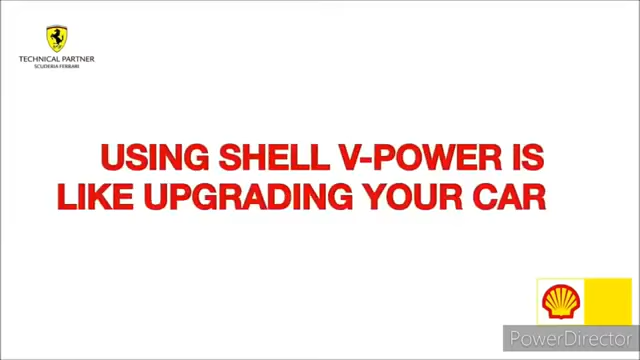 TECHNICAL PARTNER
SCUDERIA FERRARI
USING SHELL V-POWER IS
LIKE UPGRADING YOUR CAR
PowerDirector